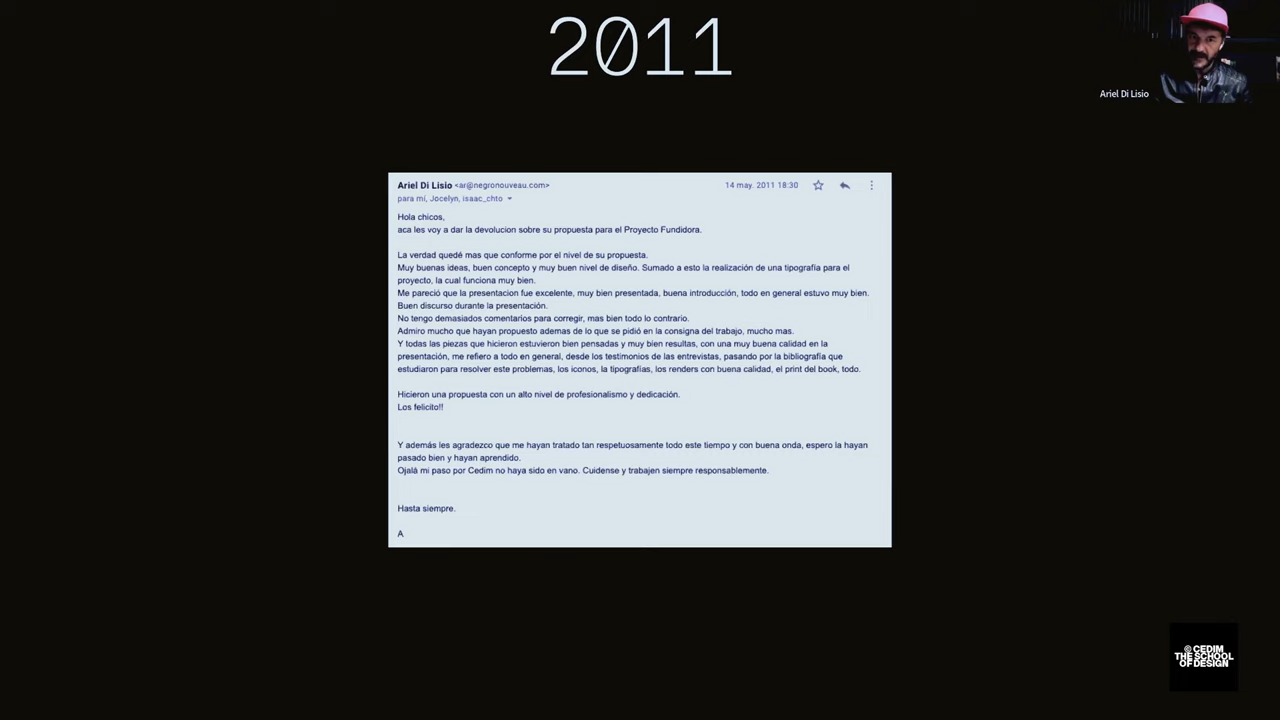 2011
Ariel Di Lisio
Ariel Di Lisio <ar@negronouveau.com>
14 may. 2011 18:30
para mí, Jocelyn, isaac_chto
Hola chicos,
aca les voy a dar la devolucion sobre su propuesta para el Proyecto Fundidora.
La verdad quedé mas que conforme por el nivel de su propuesta.
Muy buenas ideas, buen concepto y muy buen nivel de diseño. Sumado a esto la realización de una tipografía para el
proyecto, la cual funciona muy bien.
Me pareció que la presentacion fue excelente, muy bien presentada, buena introducción, todo en general estuvo muy bien.
Buen discurso durante la presentación.
No tengo demasiados comentarios para corregir, mas bien todo lo contrario.
Admiro mucho que hayan propuesto ademas de lo que se pidió en la consigna del trabajo, mucho mas.
Y todas las piezas que hicieron estuvieron bien pensadas y muy bien resultas, con una muy buena calidad en la
presentación, me refiero a todo en general, desde los testimonios de las entrevistas, pasando por la bibliografía que
estudiaron para resolver este problemas, los iconos, la tipografías, los renders con buena calidad, el print del book, todo.
Hicieron una propuesta con un alto nivel de profesionalismo y dedicación.
Los felicito!!
Y además les agradezco que me hayan tratado tan respetuosamente todo este tiempo y con buena onda, espero la hayan
pasado bien y hayan aprendido.
Ojalá mi paso por Cedim no haya sido en vano. Cuidense y trabajen siempre responsablemente.
Hasta siempre.
A
@ CEDIM
THE SCHOOL
OF DESIGN